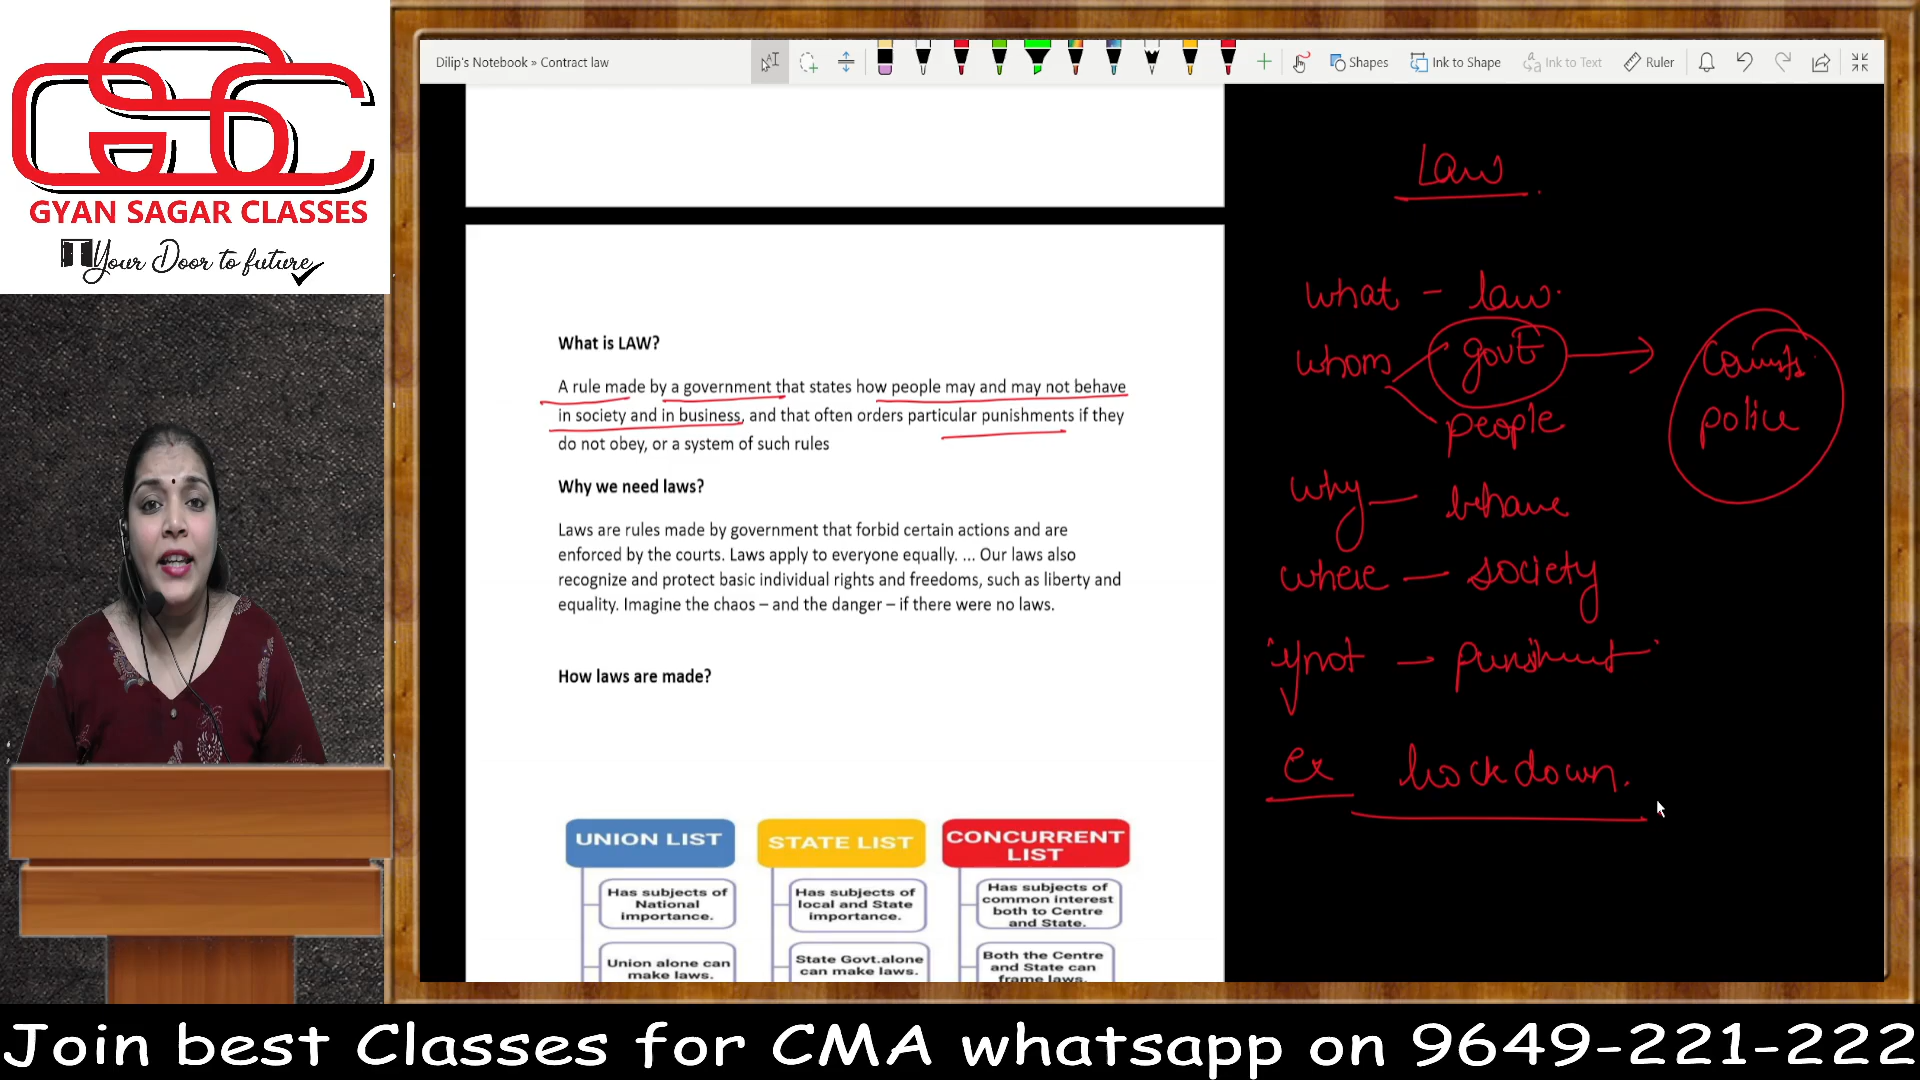 GSC
GYAN SAGAR CLASSES
Your Door to future
Dilip's Notebook » Contract law
Shapes
Ink to Shape
Ink to Text
Ruler
What is LAW?
A rule made by a government that states how people may and may not behave
in society and in business, and that often orders particular punishments if they
do not obey, or a system of such rules
Why we need laws?
Laws are rules made by government that forbid certain actions and are
enforced by the courts. Laws apply to everyone equally. ... Our laws also
recognize and protect basic individual rights and freedoms, such as liberty and
equality. Imagine the chaos – and the danger – if there were no laws.
How laws are made?
UNION LIST
Has subjects of
National
importance.
Union alone can
make laws.
STATE LIST
Has subjects of
local and State
importance.
State Govt.alone
can make laws.
CONCURRENT
LIST
Has subjects of
common interest
both to Centre
and State.
Both the Centre
and State can
frame laws.
Law
what - law.
whom govt
people
courts
police
why - behave
where - society
ex lockdown.
Join best Classes for CMA whatsapp on 9649-221-222